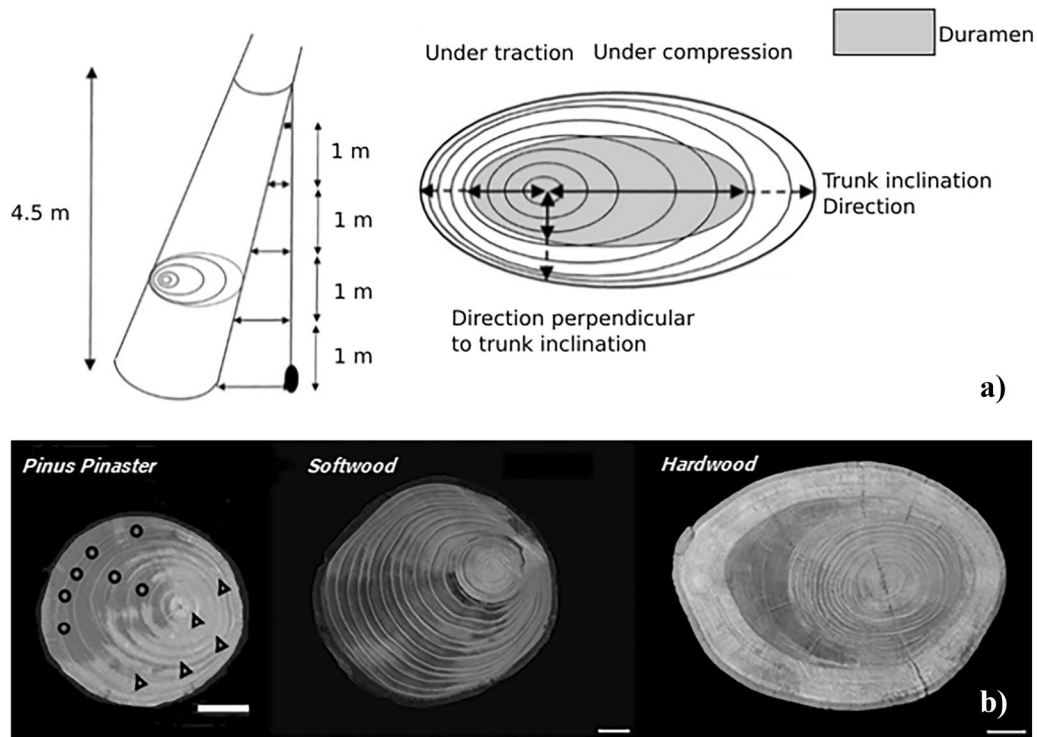 Duramen
Under traction Under compression
4.5 m
1 m
1 m
1 m
1 m
Trunk inclination
Direction
Direction perpendicular
to trunk inclination
a)
Pinus Pinaster
Softwood
Hardwood
b)